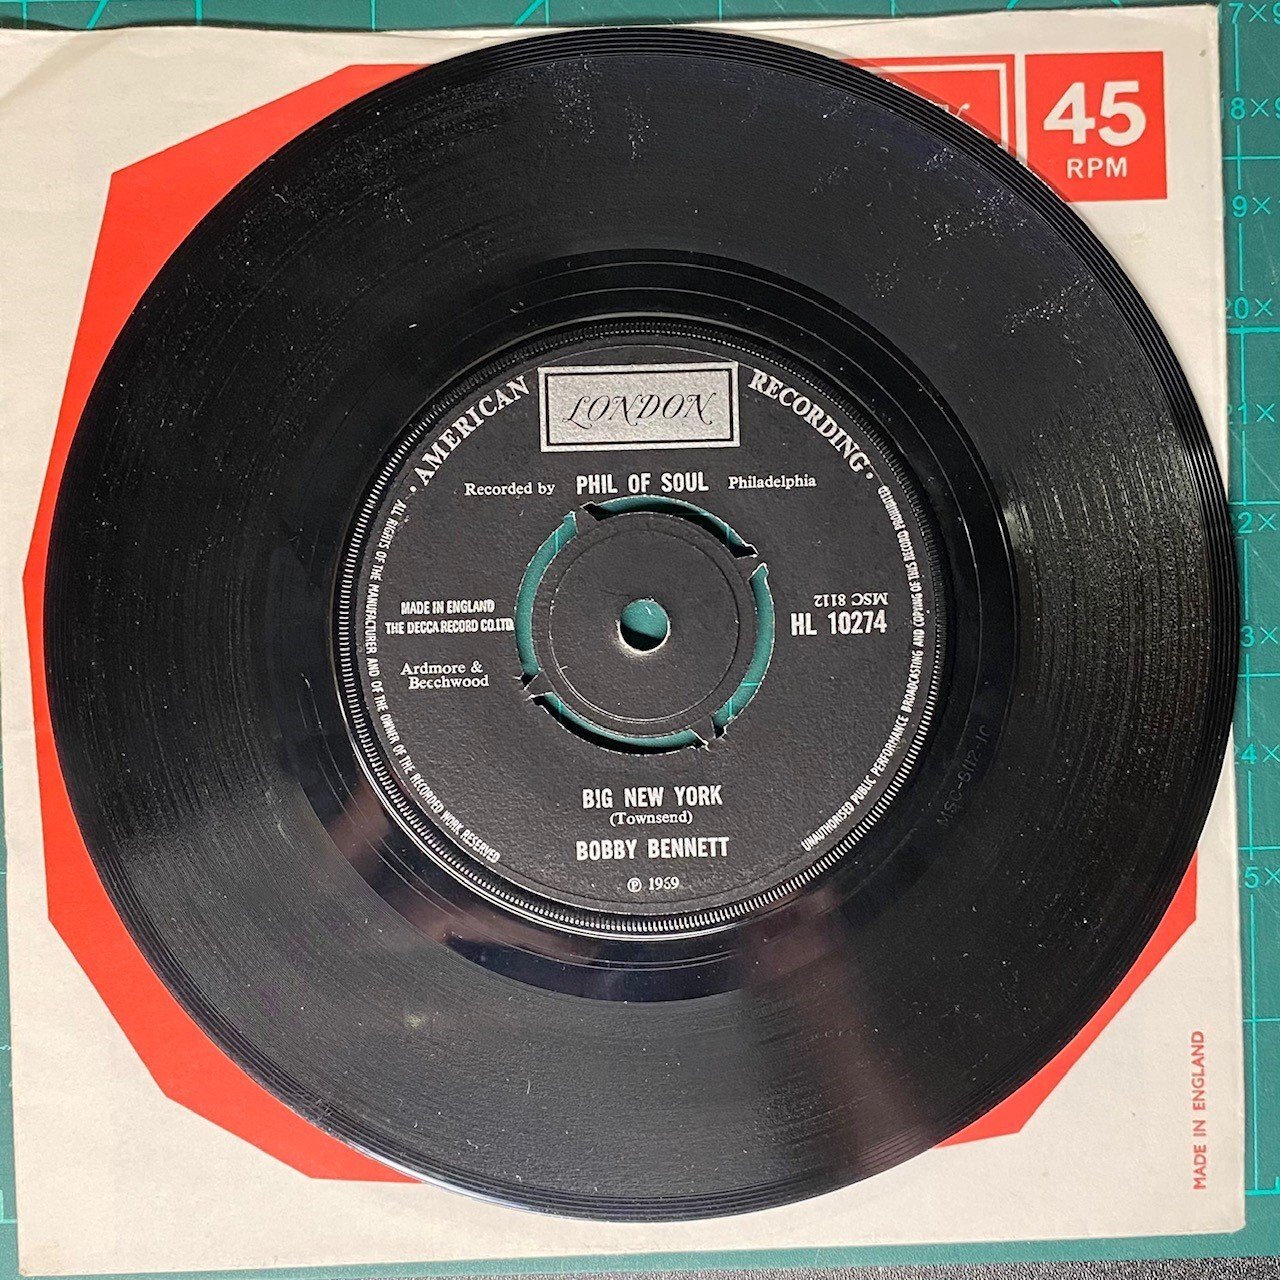 45
RPM
AMERICAN
LONDON
RECORDING
Recorded by PHIL OF SOUL Philadelphia
MADE IN ENGLAND
THE DECCA RECORD CO. LTD.
Ardmore &
Beechwood
MSC 8112
HL 10274
BIG NEW YORK
(Townsend)
BOBBY BENNETT
℗ 1969
ALL RIGHTS OF THE MANUFACTURER AND OF THE OWNER OF THE RECORDED WORK RESERVED
UNAUTHORISED PUBLIC PERFORMANCE BROADCASTING AND COPYING OF THIS RECORD PROHIBITED
MADE IN ENGLAND